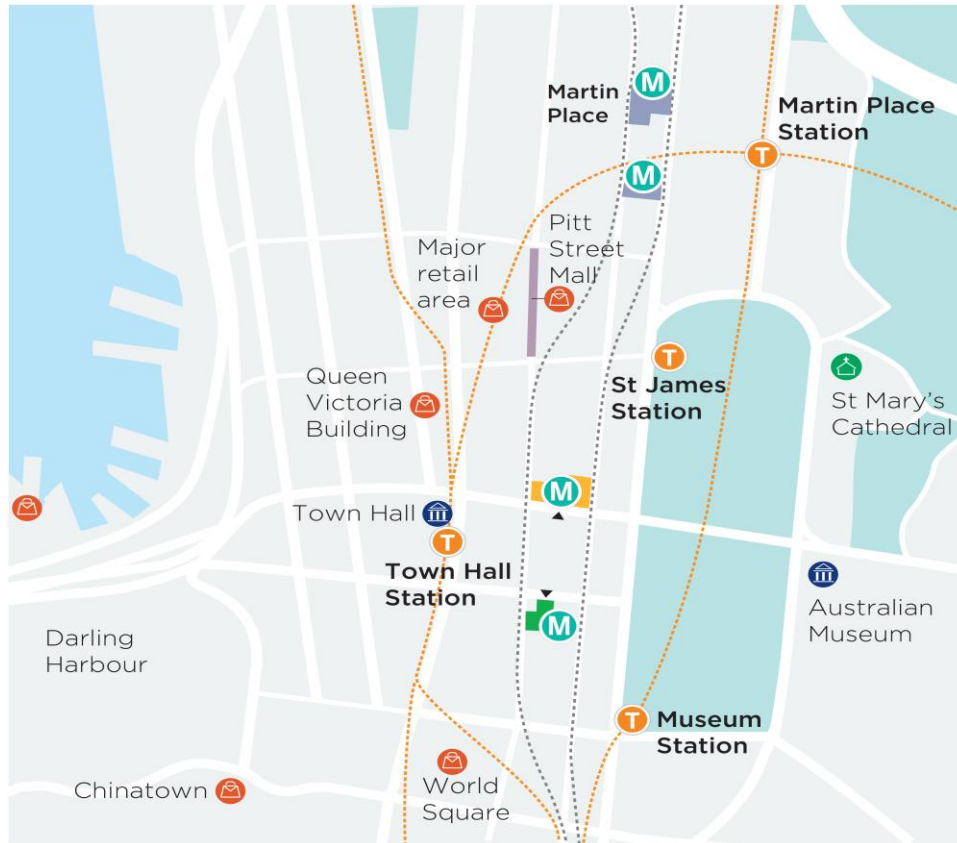 M
Martin
Place
Martin Place
Station
T
M
Pitt
Street
Mall
Major
retail
area
T
St James
Station
Queen
Victoria
Building
St Mary's
Cathedral
M
Town Hall
T
Town Hall
Station
Australian
Museum
M
Darling
Harbour
T
Museum
Station
World
Square
Chinatown